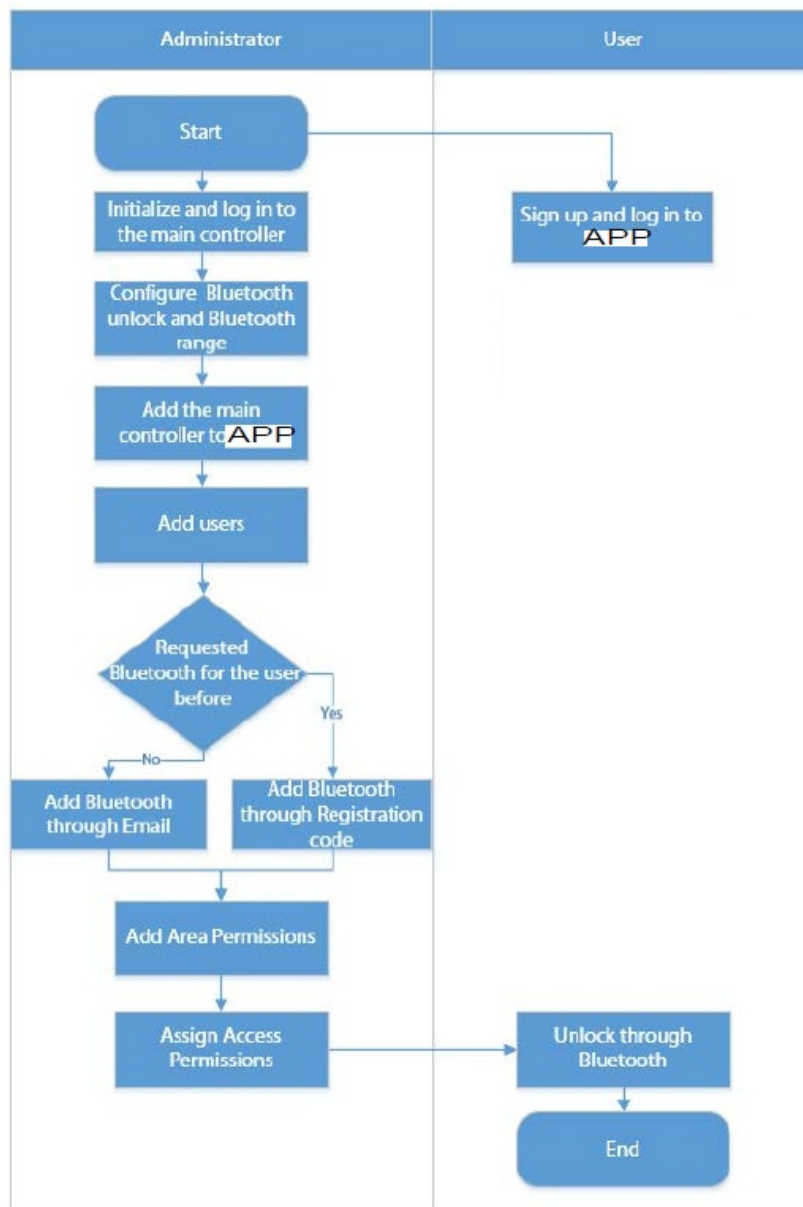 Administrator
User
Start
Initialize and log in to
the main controller
Sign up and log in to
APP
Configure Bluetooth
unlock and Bluetooth
range
Add the main
controller to APP
Add users
Requested
Bluetooth for the user
before
Yes
No
Add Bluetooth
through Email
Add Bluetooth
through Registration
code
Add Area Permissions
Assign Access
Permissions
Unlock through
Bluetooth
End